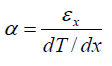 α = εₓ / dT/dx